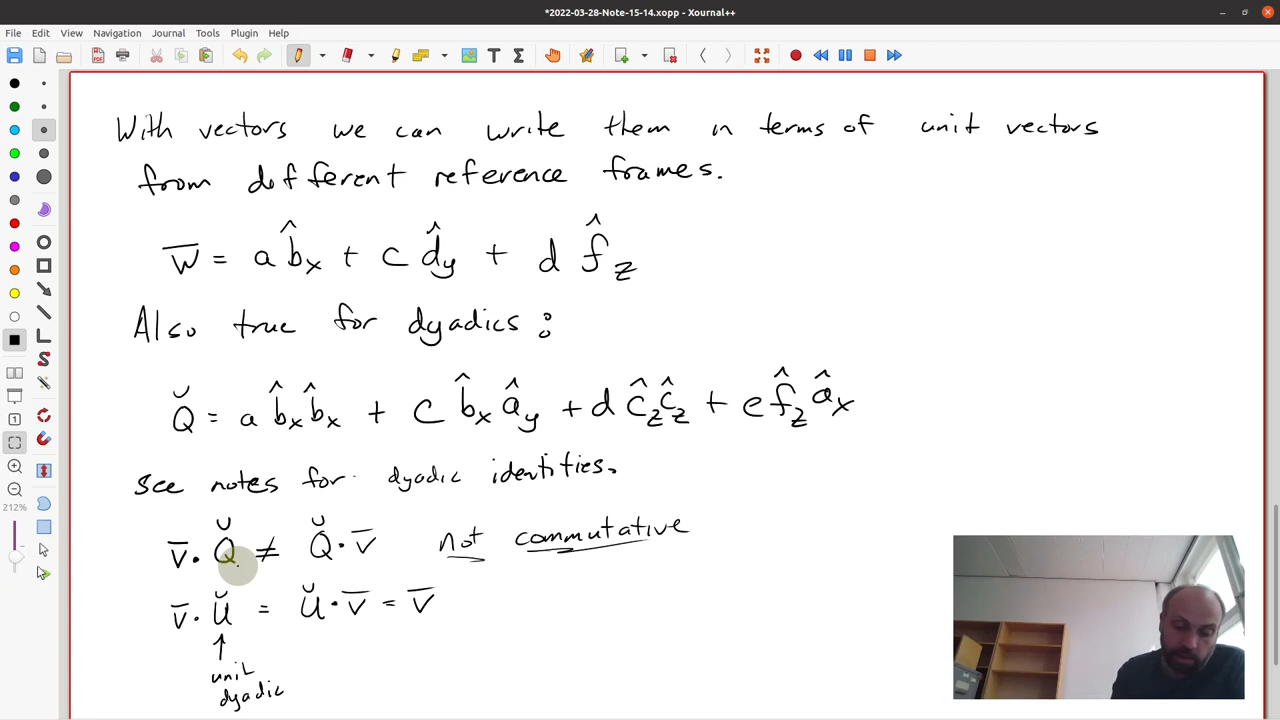 *2022-03-28-Note-15-14.xopp - Xournal++
File Edit View Navigation Journal Tools Plugin Help
With vectors we can write them in terms of unit vectors
from different reference frames.
w̅ = a b̂x + c d̂y + d f̂z
Also true for dyadics :
Q̆ = a b̂x b̂x + c b̂x ây + d ĉz ĉz + e f̂z âx
see notes for dyadic identities.
v̅ · Q̆ ≠ Q̆ · v̅ not commutative
v̅ · Ŭ = Ŭ · v̅ = v̅
↑
unit
dyadic
212%